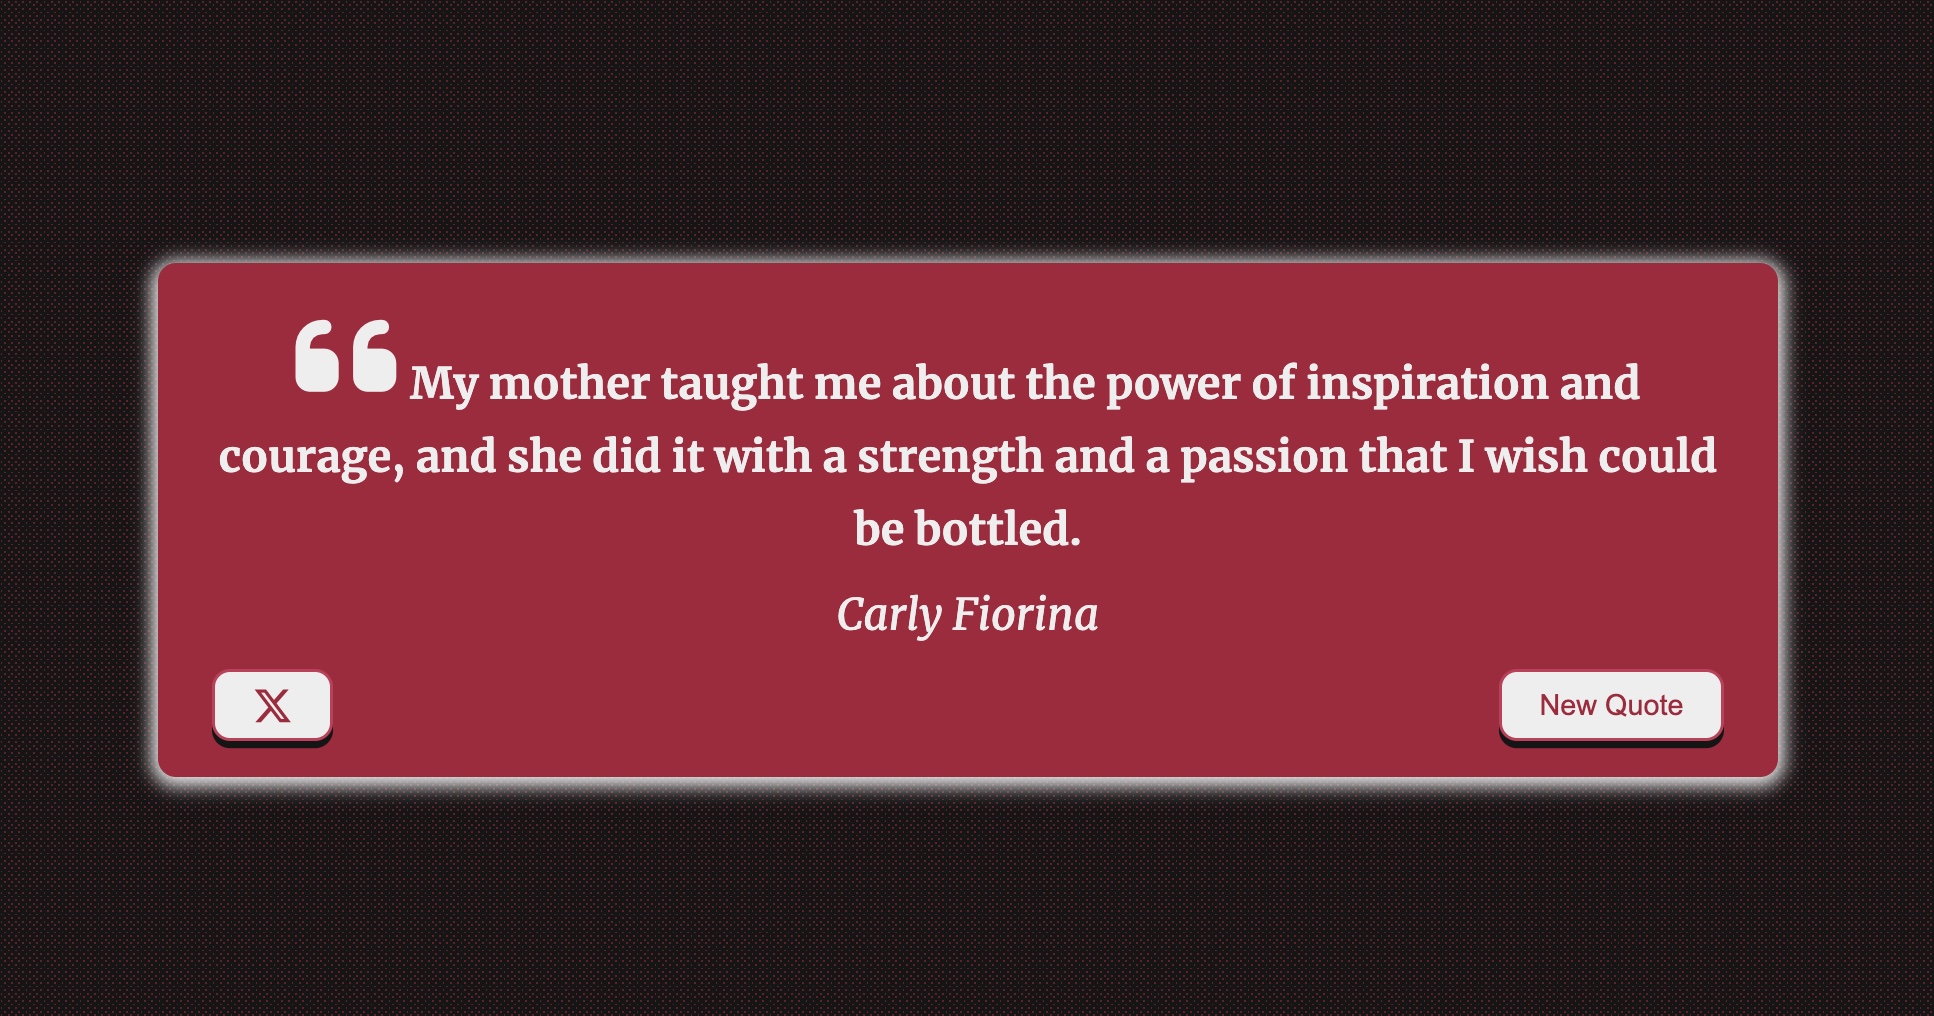 “ My mother taught me about the power of inspiration and
courage, and she did it with a strength and a passion that I wish could
be bottled.
Carly Fiorina
X
New Quote